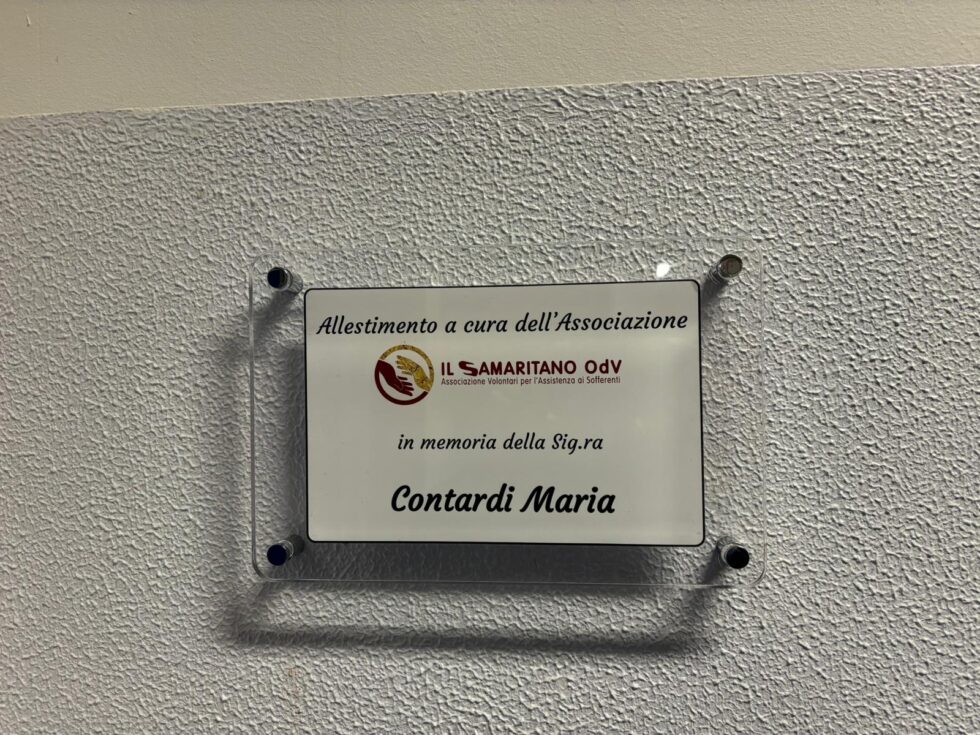 Allestimento a cura dell'Associazione
IL SAMARITANO OdV
Associazione Volontari per l'Assistenza ai Sofferenti
in memoria della Sig.ra
Contardi Maria